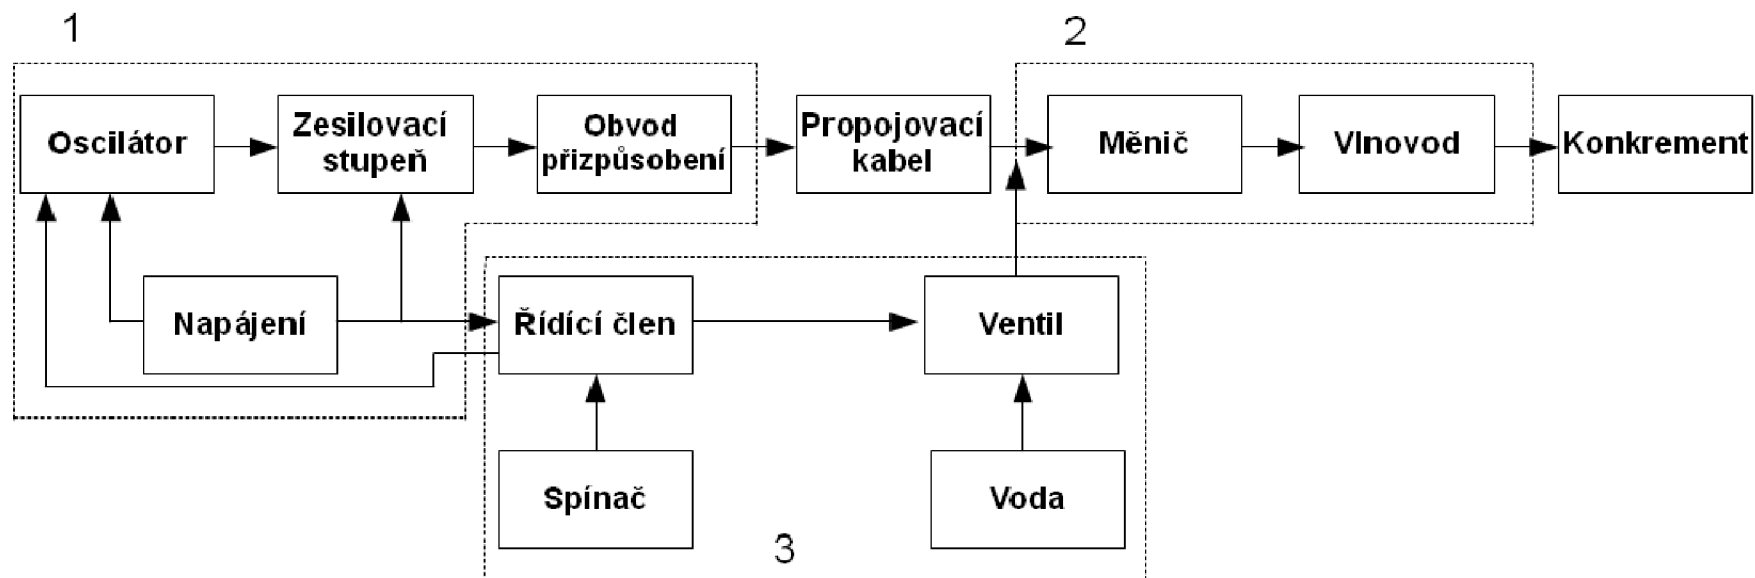 1
2
Oscilátor
Zesilovací
stupeň
Obvod
přizpůsobení
Propojovací
kabel
Měnič
Vlnovod
Konkrement
Napájení
Řídící člen
Ventil
Spínač
Voda
3